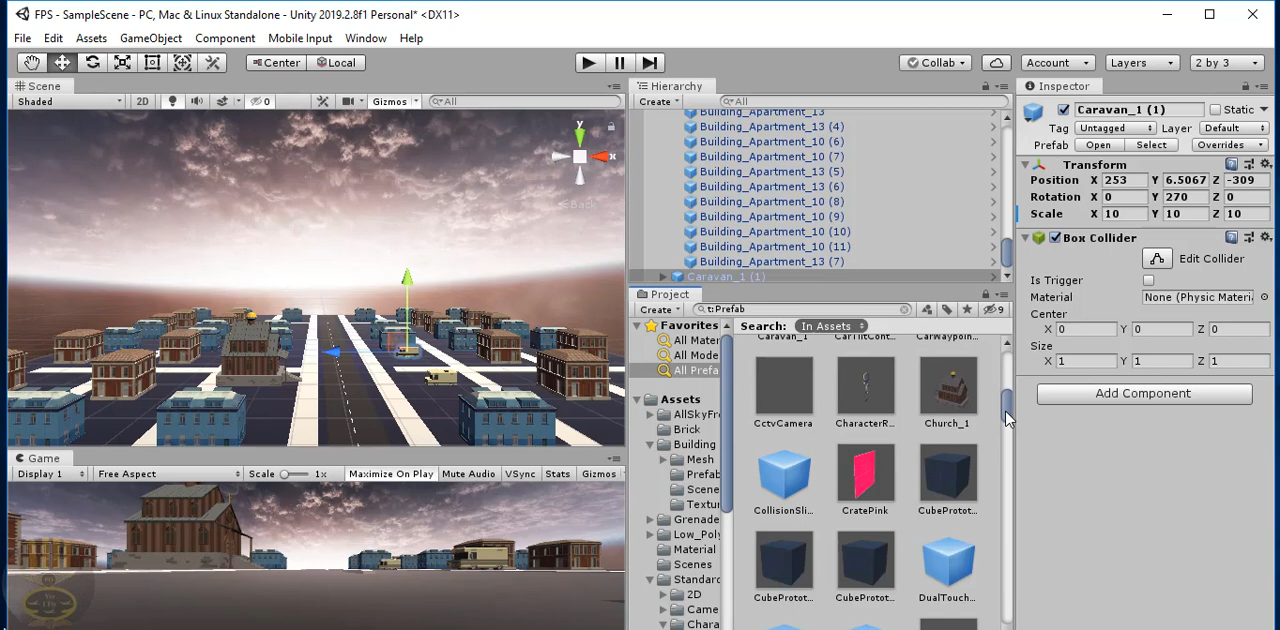 FPS - SampleScene - PC, Mac & Linux Standalone - Unity 2019.2.8f1 Personal* <DX11>
File Edit Assets GameObject Component Mobile Input Window Help
Center Local Collab Account Layers 2 by 3
Scene
Shaded 2D 0 Gizmos All
y
x
Back
Hierarchy
Create All
Building_Apartment_13
Building_Apartment_13 (4)
Building_Apartment_10 (6)
Building_Apartment_10 (7)
Building_Apartment_13 (5)
Building_Apartment_13 (6)
Building_Apartment_10 (8)
Building_Apartment_10 (9)
Building_Apartment_10 (10)
Building_Apartment_10 (11)
Building_Apartment_13 (7)
Caravan_1 (1)
Project
Create t:Prefab 9
Favorites
All Mater
All Mode
All Prefa
Assets
AllSkyFre
Brick
Building
Mesh
Prefab
Scene
Textur
Grenade
Low_Poly
Material
Scenes
Standard
2D
Came
Chara
Search: In Assets
Caravan_1 CarTiltCont... CarWaypoin...
CctvCamera CharacterR... Church_1
CollisionSli... CratePink CubeProtot...
CubeProtot... CubeProtot... DualTouch...
Inspector
Caravan_1 (1) Static
Tag Untagged Layer Default
Prefab Open Select Overrides
Transform
Position X 253 Y 6.5067 Z -309
Rotation X 0 Y 270 Z 0
Scale X 10 Y 10 Z 10
Box Collider
Edit Collider
Is Trigger
Material None (Physic Materi
Center
X 0 Y 0 Z 0
Size
X 1 Y 1 Z 1
Add Component
Game
Display 1 Free Aspect Scale 1x Maximize On Play Mute Audio VSync Stats Gizmos